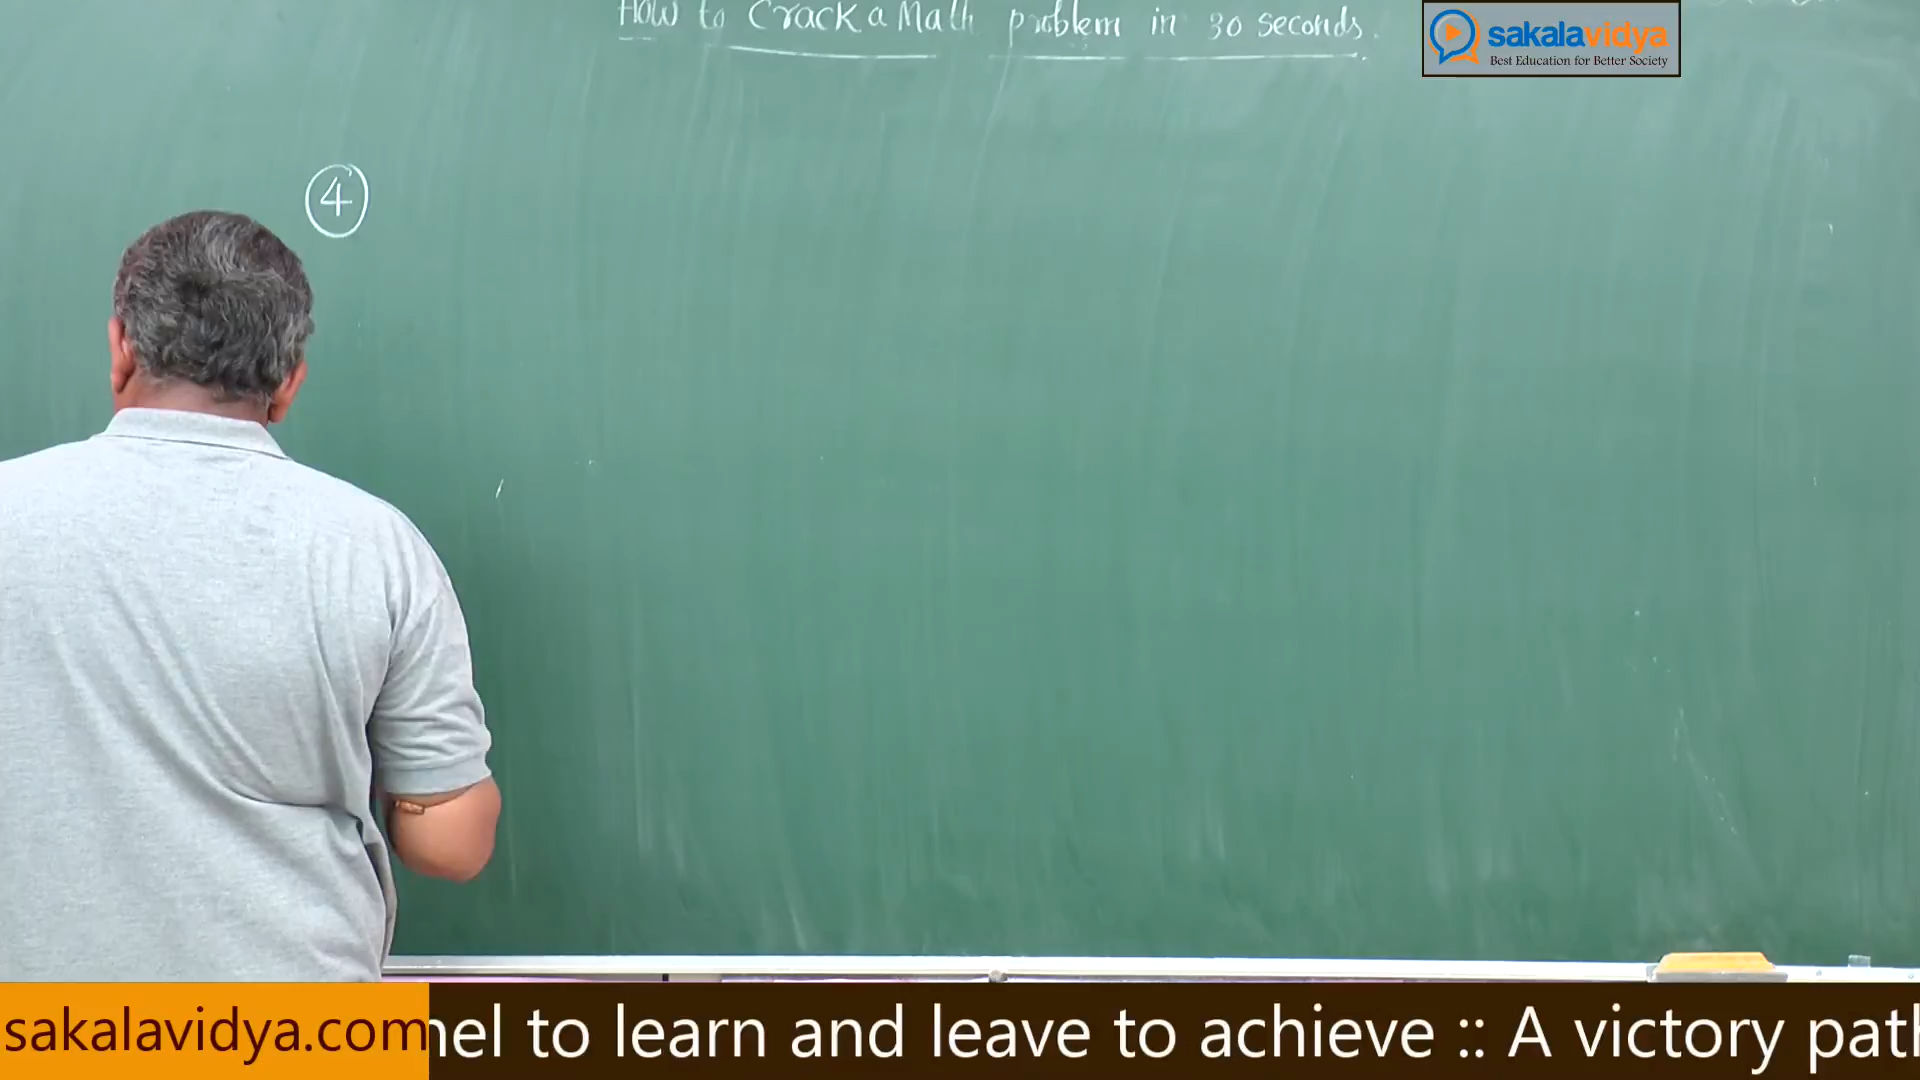 How to Crack a Math problem in 30 seconds.
sakalavidya
Best Education for Better Society
4
sakalavidya.com
nel to learn and leave to achieve :: A victory path